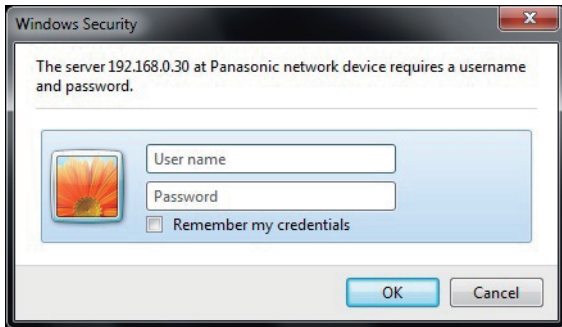 Windows Security
The server 192.168.0.30 at Panasonic network device requires a username
and password.
User name
Password
Remember my credentials
OK
Cancel